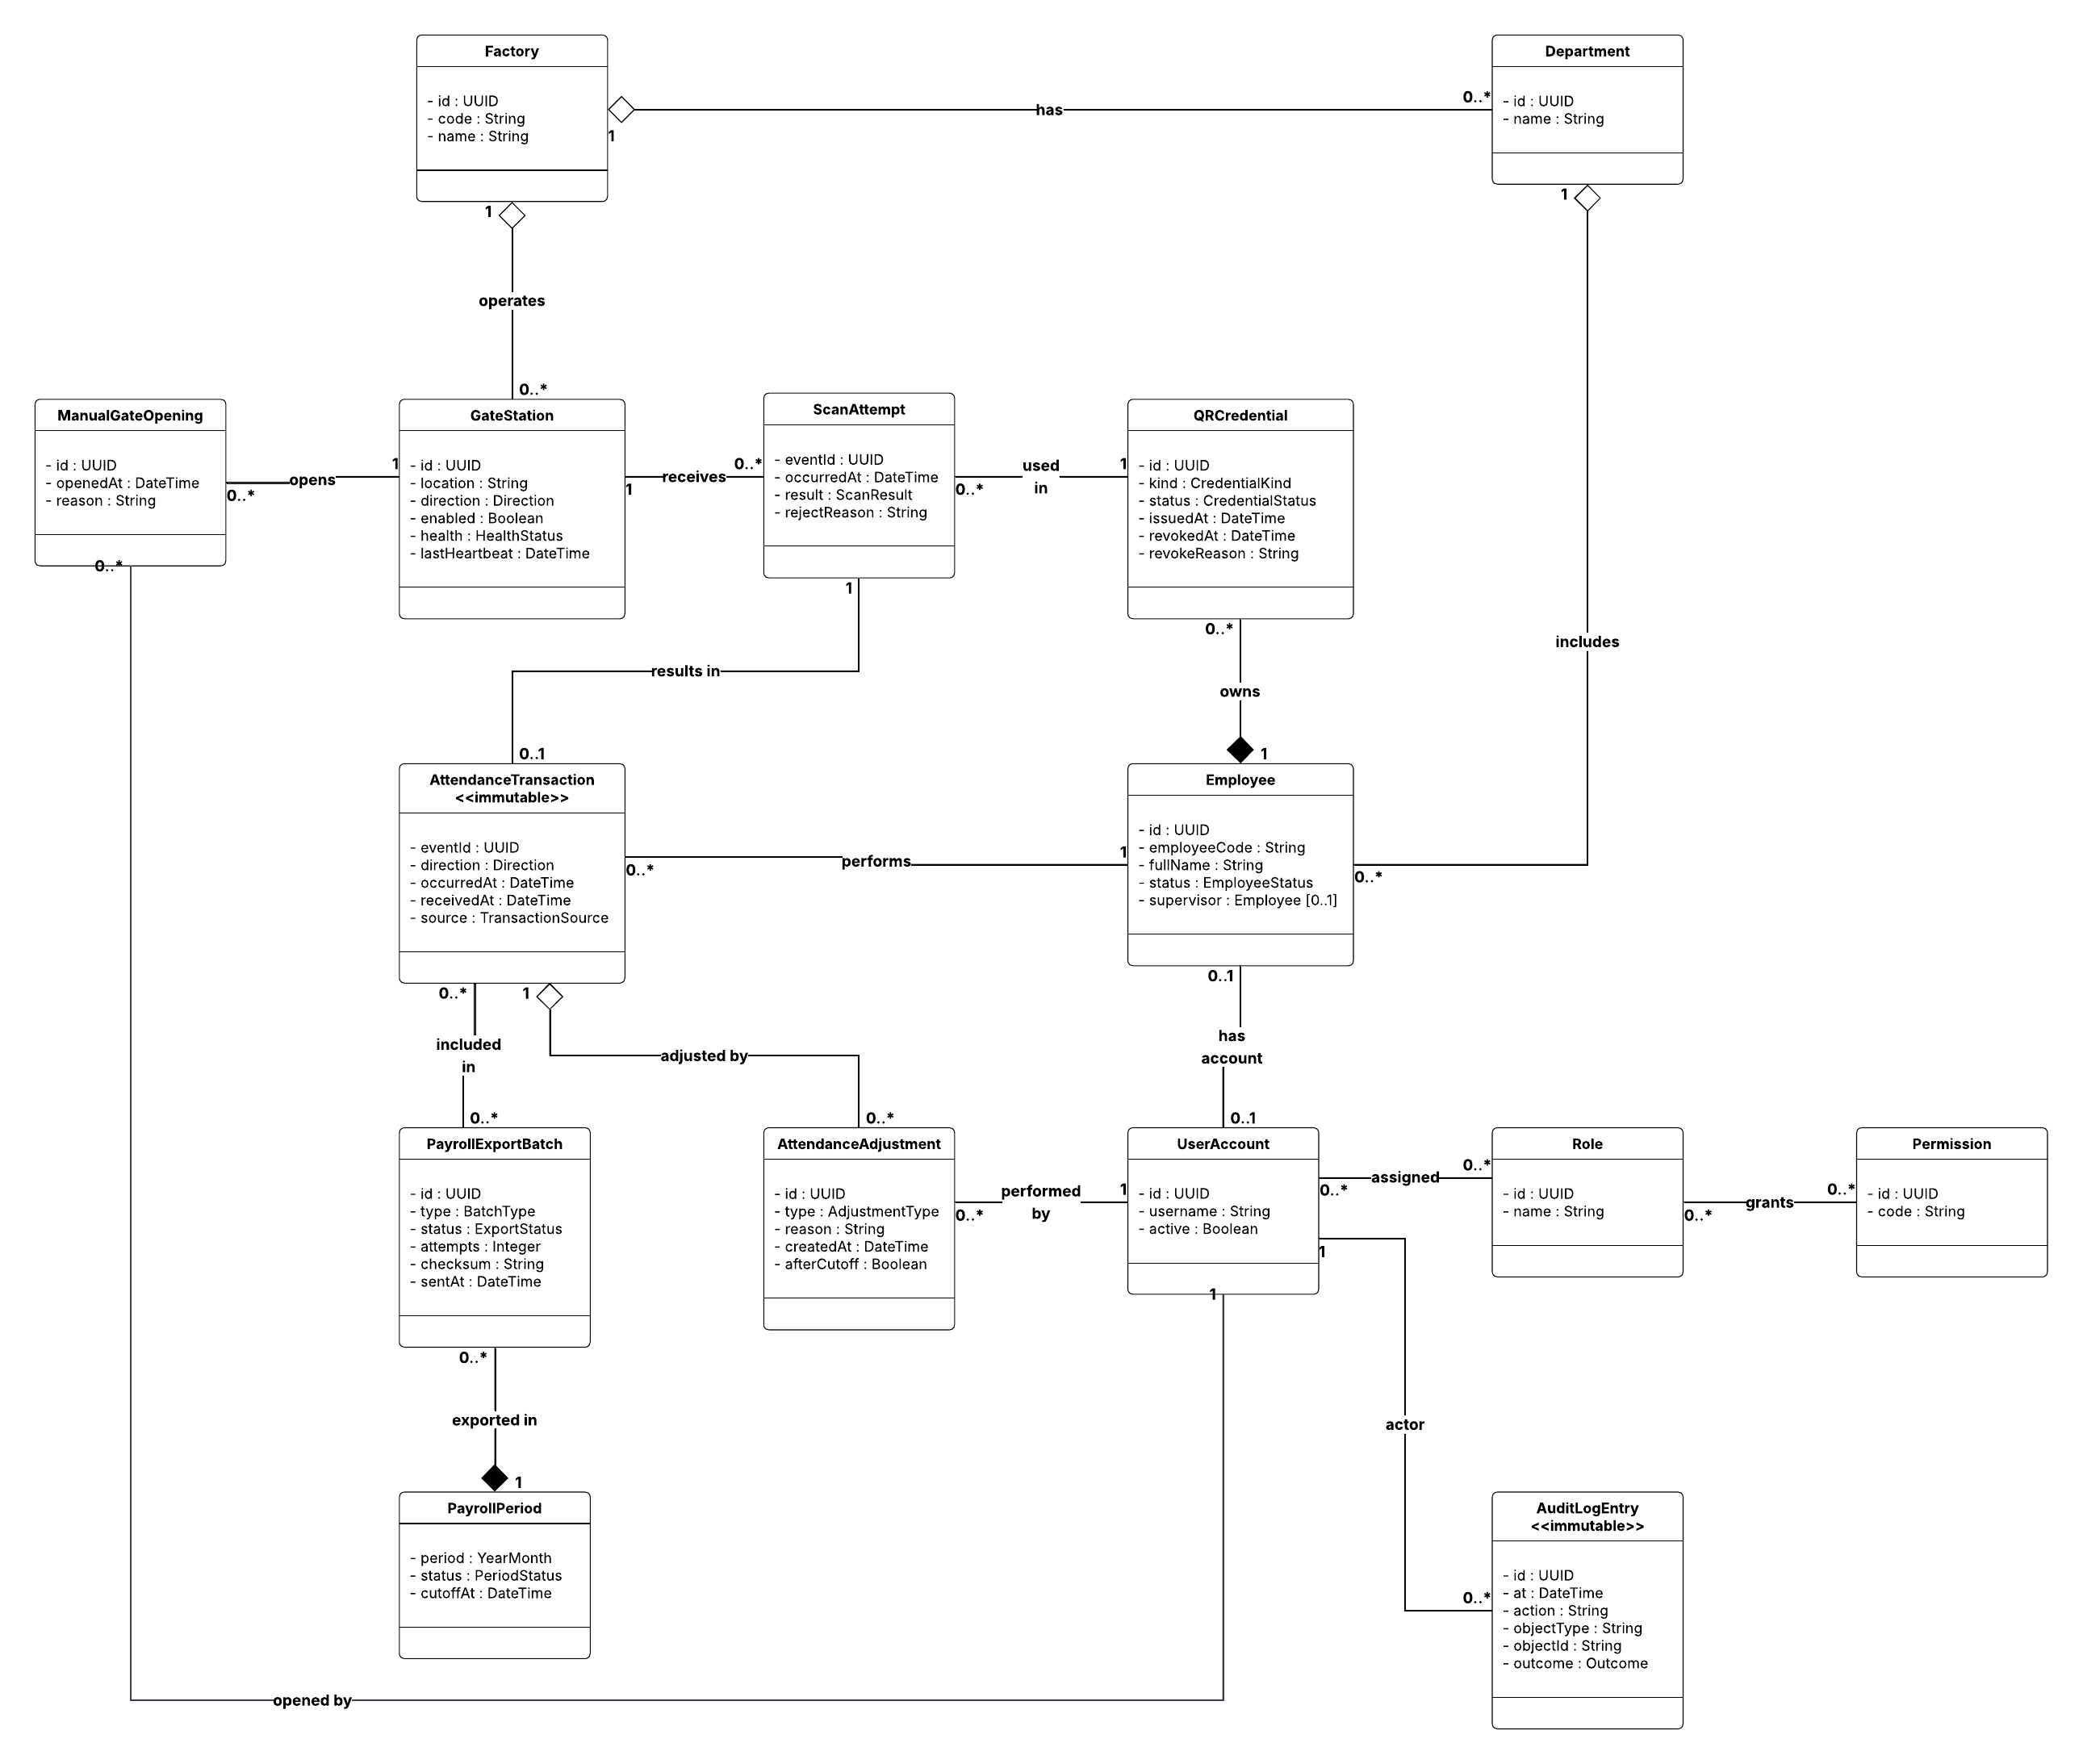 Factory
- id : UUID
- code : String
- name : String
1
has
0..*
Department
- id : UUID
- name : String
1
operates
0..*
1
includes
0..*
ManualGateOpening
- id : UUID
- openedAt : DateTime
- reason : String
0..*
opens
1
0..*
GateStation
- id : UUID
- location : String
- direction : Direction
- enabled : Boolean
- health : HealthStatus
- lastHeartbeat : DateTime
1
receives
0..*
ScanAttempt
- eventId : UUID
- occurredAt : DateTime
- result : ScanResult
- rejectReason : String
0..*
used
in
1
QRCredential
- id : UUID
- kind : CredentialKind
- status : CredentialStatus
- issuedAt : DateTime
- revokedAt : DateTime
- revokeReason : String
1
results in
0..1
0..*
owns
1
AttendanceTransaction
<<immutable>>
- eventId : UUID
- direction : Direction
- occurredAt : DateTime
- receivedAt : DateTime
- source : TransactionSource
0..*
performs
1
Employee
- id : UUID
- employeeCode : String
- fullName : String
- status : EmployeeStatus
- supervisor : Employee [0..1]
0..*
included
in
0..*
1
adjusted by
0..*
0..1
has
account
0..1
PayrollExportBatch
- id : UUID
- type : BatchType
- status : ExportStatus
- attempts : Integer
- checksum : String
- sentAt : DateTime
AttendanceAdjustment
- id : UUID
- type : AdjustmentType
- reason : String
- createdAt : DateTime
- afterCutoff : Boolean
0..*
performed
by
1
UserAccount
- id : UUID
- username : String
- active : Boolean
0..*
assigned
0..*
Role
- id : UUID
- name : String
0..*
grants
0..*
Permission
- id : UUID
- code : String
1
actor
0..*
1
0..*
exported in
1
PayrollPeriod
- period : YearMonth
- status : PeriodStatus
- cutoffAt : DateTime
AuditLogEntry
<<immutable>>
- id : UUID
- at : DateTime
- action : String
- objectType : String
- objectId : String
- outcome : Outcome
opened by